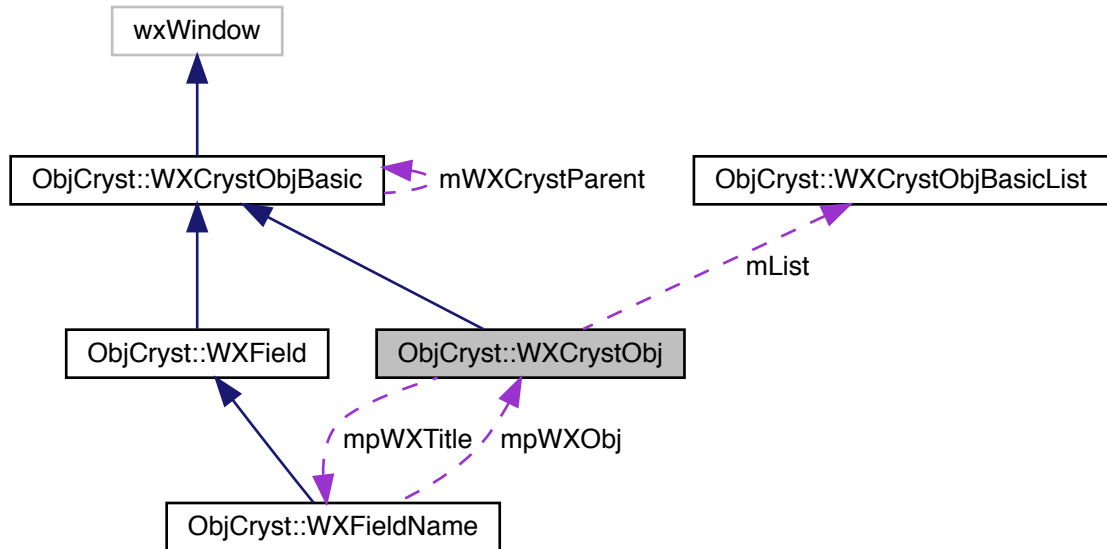 wxWindow
ObjCryst::WXCrystObjBasic
mWXCrystParent
ObjCryst::WXCrystObjBasicList
mList
ObjCryst::WXField
ObjCryst::WXCrystObj
mpWXTitle
mpWXObj
ObjCryst::WXFieldName